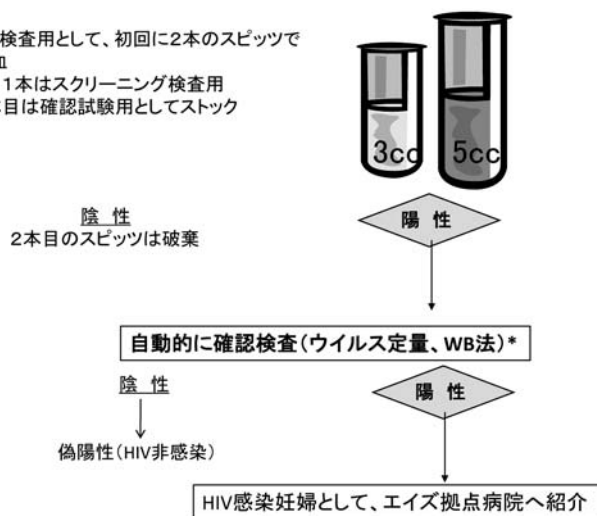 検査用として、初回に2本のスピッツで
1本はスクリーニング検査用
目は確認試験用としてストック
3cc 5cc
陰 性
2本目のスピッツは破棄
陽 性
自動的に確認検査(ウイルス定量、WB法)*
陰 性
陽 性
偽陽性(HIV非感染)
HIV感染妊婦として、エイズ拠点病院へ紹介